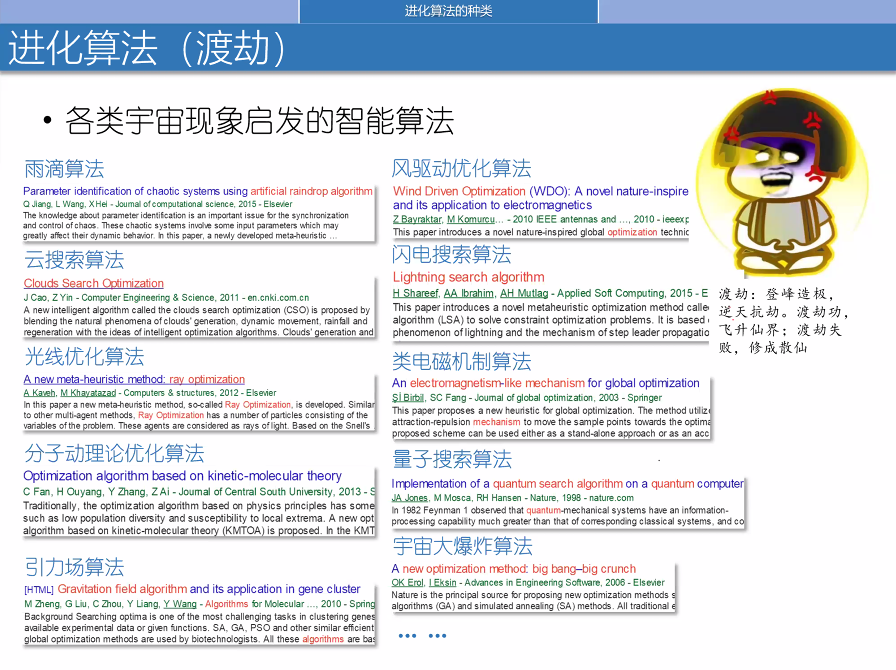 进化算法的种类
进化算法（渡劫）
• 各类宇宙现象启发的智能算法
雨滴算法
Parameter identification of chaotic systems using artificial raindrop algorithm
Q Jiang, L Wang, X Hei - Journal of computational science, 2015 - Elsevier
The knowledge about parameter identification is an important issue for the synchronization
and control of chaos. These chaotic systems involve some input parameters which may
greatly affect their dynamic behavior. In this paper, a newly developed meta-heuristic …
云搜索算法
Clouds Search Optimization
J Cao, Z Yin - Computer Engineering & Science, 2011 - en.cnki.com.cn
A new intelligent algorithm called the clouds search optimization (CSO) is proposed by
blending the natural phenomena of clouds' generation, dynamic movement, rainfall and
regeneration with the ideas of intelligent optimization algorithms. Clouds' generation and
光线优化算法
A new meta-heuristic method: ray optimization
A Kaveh, M Khayatazad - Computers & structures, 2012 - Elsevier
In this paper a new meta-heuristic method, so-called Ray Optimization, is developed. Similar
to other multi-agent methods, Ray Optimization has a number of particles consisting of the
variables of the problem. These agents are considered as rays of light. Based on the Snell's
分子动理论优化算法
Optimization algorithm based on kinetic-molecular theory
C Fan, H Ouyang, Y Zhang, Z Ai - Journal of Central South University, 2013 - S
Traditionally, the optimization algorithm based on physics principles has some
such as low population diversity and susceptibility to local extrema. A new opt
algorithm based on kinetic-molecular theory (KMTOA) is proposed. In the KMT
引力场算法
[HTML] Gravitation field algorithm and its application in gene cluster
M Zheng, G Liu, C Zhou, Y Liang, Y Wang - Algorithms for Molecular …, 2010 - Spring
Background Searching optima is one of the most challenging tasks in clustering genes
available experimental data or given functions. SA, GA, PSO and other similar efficient
global optimization methods are used by biotechnologists. All these algorithms are bas
风驱动优化算法
Wind Driven Optimization (WDO): A novel nature-inspire
and its application to electromagnetics
Z Bayraktar, M Komurcu… - 2010 IEEE antennas and …, 2010 - ieeexp
This paper introduces a novel nature-inspired global optimization technic
闪电搜索算法
Lightning search algorithm
H Shareef, AA Ibrahim, AH Mutlag - Applied Soft Computing, 2015 - E
This paper introduces a novel metaheuristic optimization method calle
algorithm (LSA) to solve constraint optimization problems. It is based
phenomenon of lightning and the mechanism of step leader propagatio
类电磁机制算法
An electromagnetism-like mechanism for global optimization
Şİ Birbil, SC Fang - Journal of global optimization, 2003 - Springer
This paper proposes a new heuristic for global optimization. The method utilize
attraction-repulsion mechanism to move the sample points towards the optima
proposed scheme can be used either as a stand-alone approach or as an acc
量子搜索算法
Implementation of a quantum search algorithm on a quantum computer
JA Jones, M Mosca, RH Hansen - Nature, 1998 - nature.com
In 1982 Feynman 1 observed that quantum-mechanical systems have an information-
processing capability much greater than that of corresponding classical systems, and co
宇宙大爆炸算法
A new optimization method: big bang–big crunch
OK Erol, I Eksin - Advances in Engineering Software, 2006 - Elsevier
Nature is the principal source for proposing new optimization methods s
algorithms (GA) and simulated annealing (SA) methods. All traditional e
… …
渡劫：登峰造极，
逆天抗劫。渡劫功，
飞升仙界；渡劫失
败，修成散仙